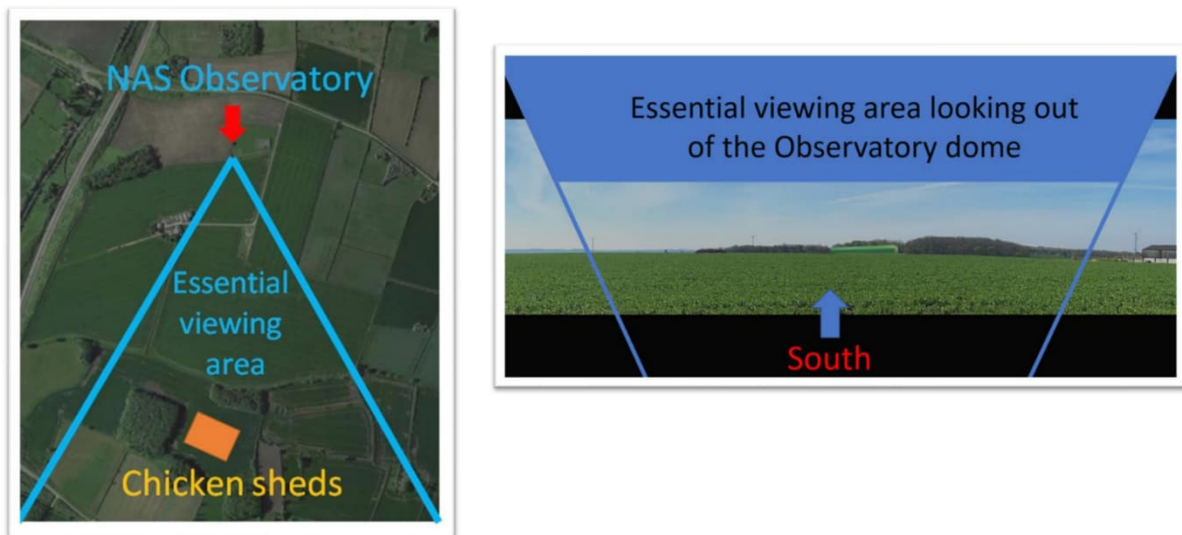 NAS Observatory
Essential
viewing
area
Chicken sheds
Essential viewing area looking out
of the Observatory dome
South